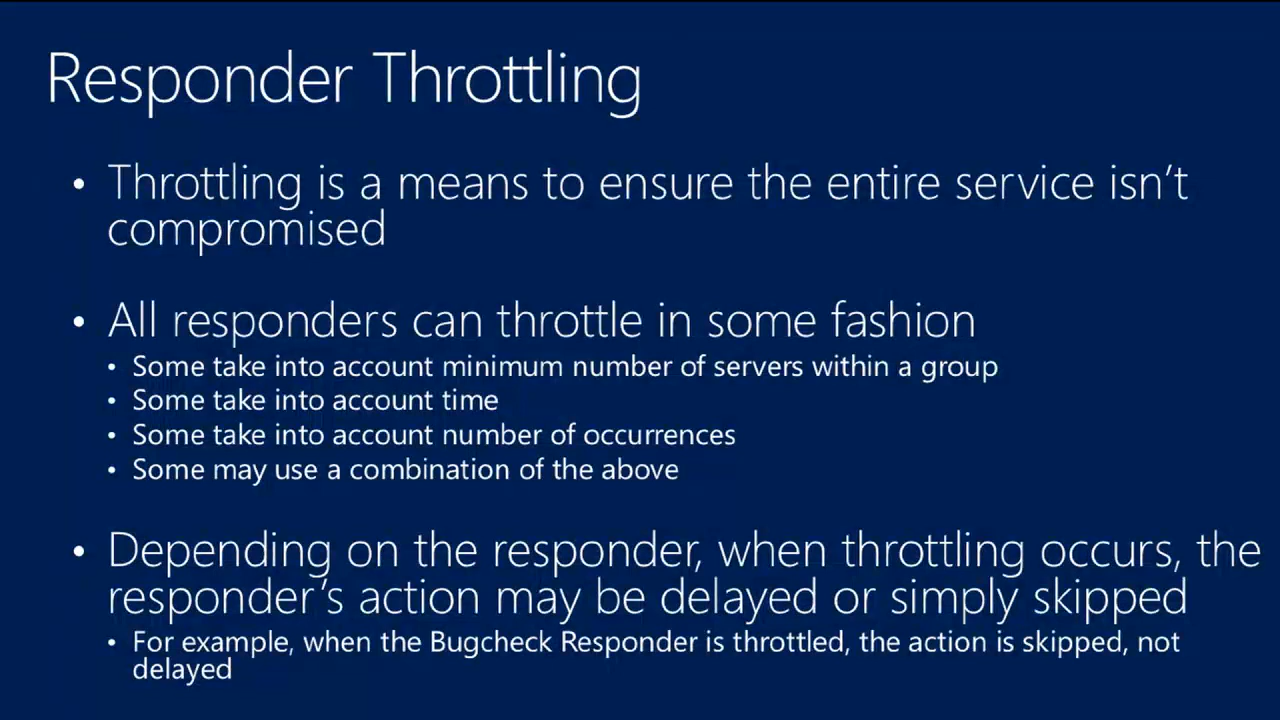 Responder Throttling
• Throttling is a means to ensure the entire service isn't
compromised
• All responders can throttle in some fashion
• Some take into account minimum number of servers within a group
• Some take into account time
• Some take into account number of occurrences
• Some may use a combination of the above
• Depending on the responder, when throttling occurs, the
responder's action may be delayed or simply skipped
• For example, when the Bugcheck Responder is throttled, the action is skipped, not
delayed